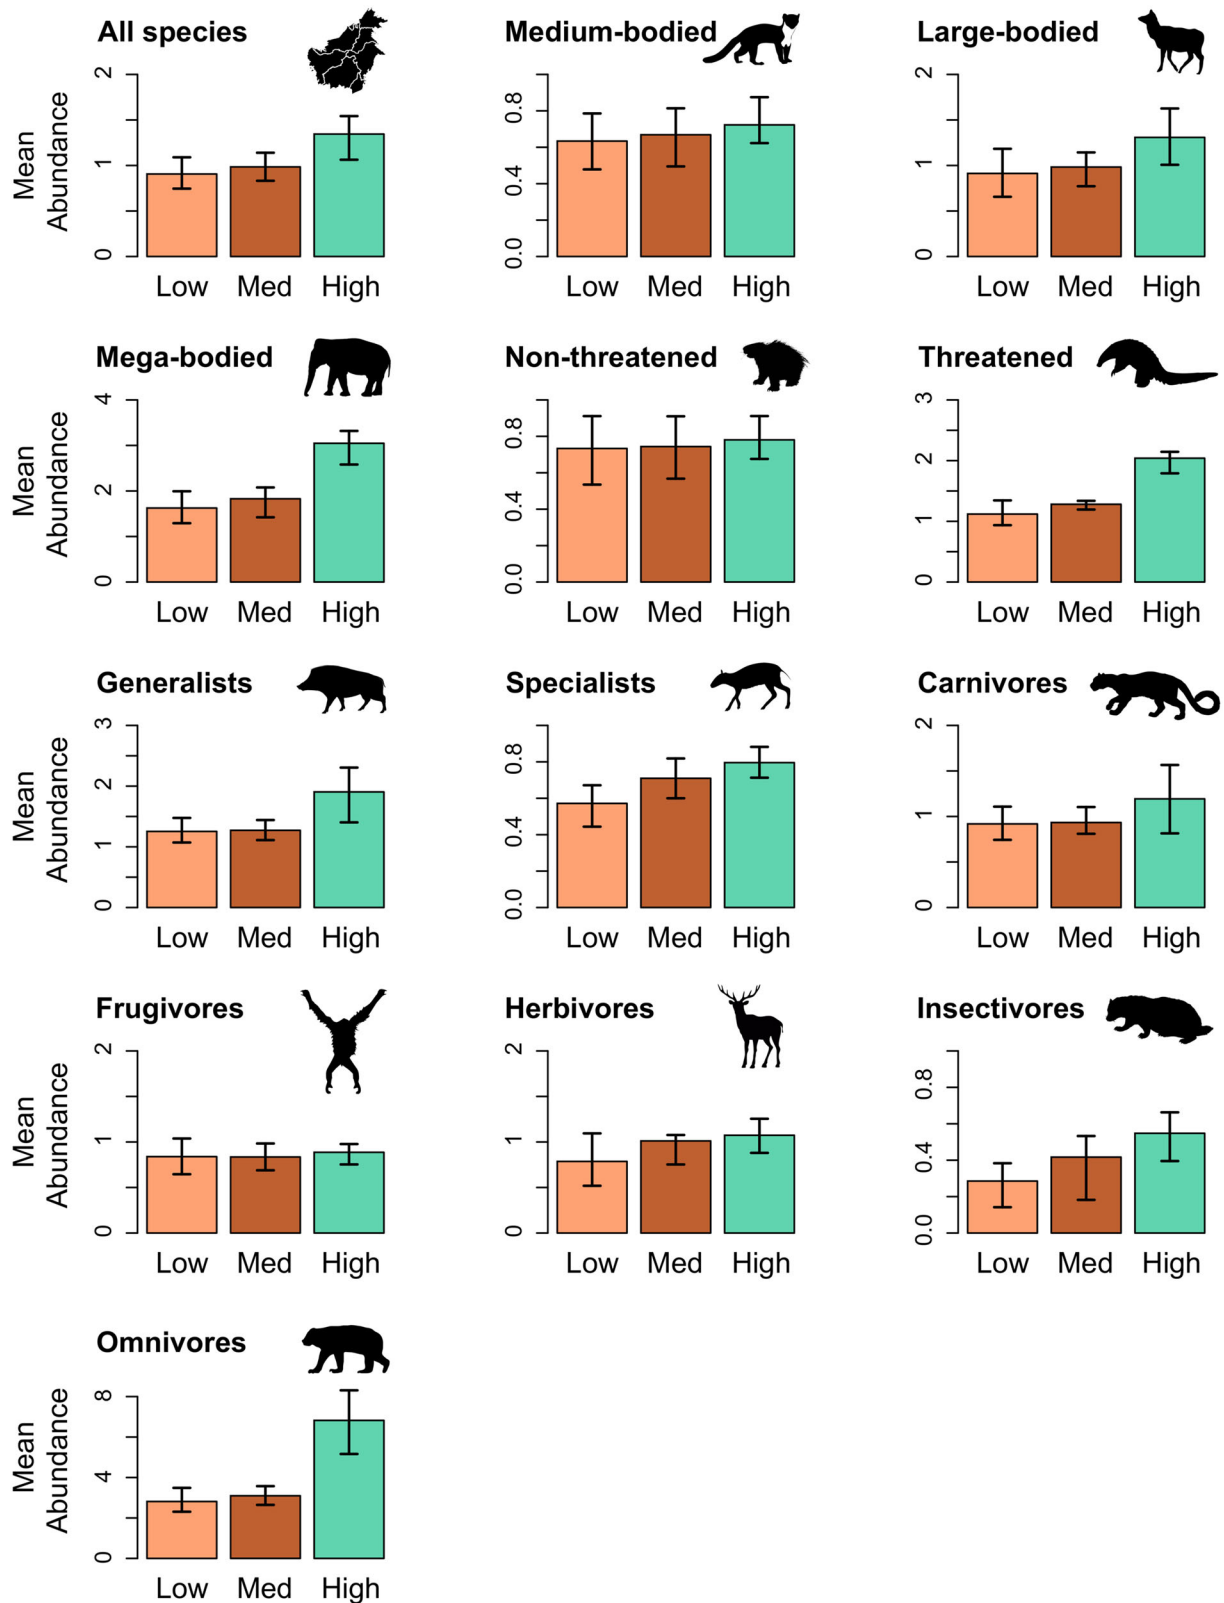 All species
Medium-bodied
Large-bodied
Mean
Abundance
0
1
2
0.0
0.4
0.8
0
1
2
Low Med High
Low Med High
Low Med High
Mega-bodied
Non-threatened
Threatened
Mean
Abundance
0
2
4
0.0
0.4
0.8
0
1
2
3
Low Med High
Low Med High
Low Med High
Generalists
Specialists
Carnivores
Mean
Abundance
0
1
2
3
0.0
0.4
0.8
0
1
2
Low Med High
Low Med High
Low Med High
Frugivores
Herbivores
Insectivores
Mean
Abundance
0
1
2
0
1
2
0.0
0.4
0.8
Low Med High
Low Med High
Low Med High
Omnivores
Mean
Abundance
0
4
8
Low Med High